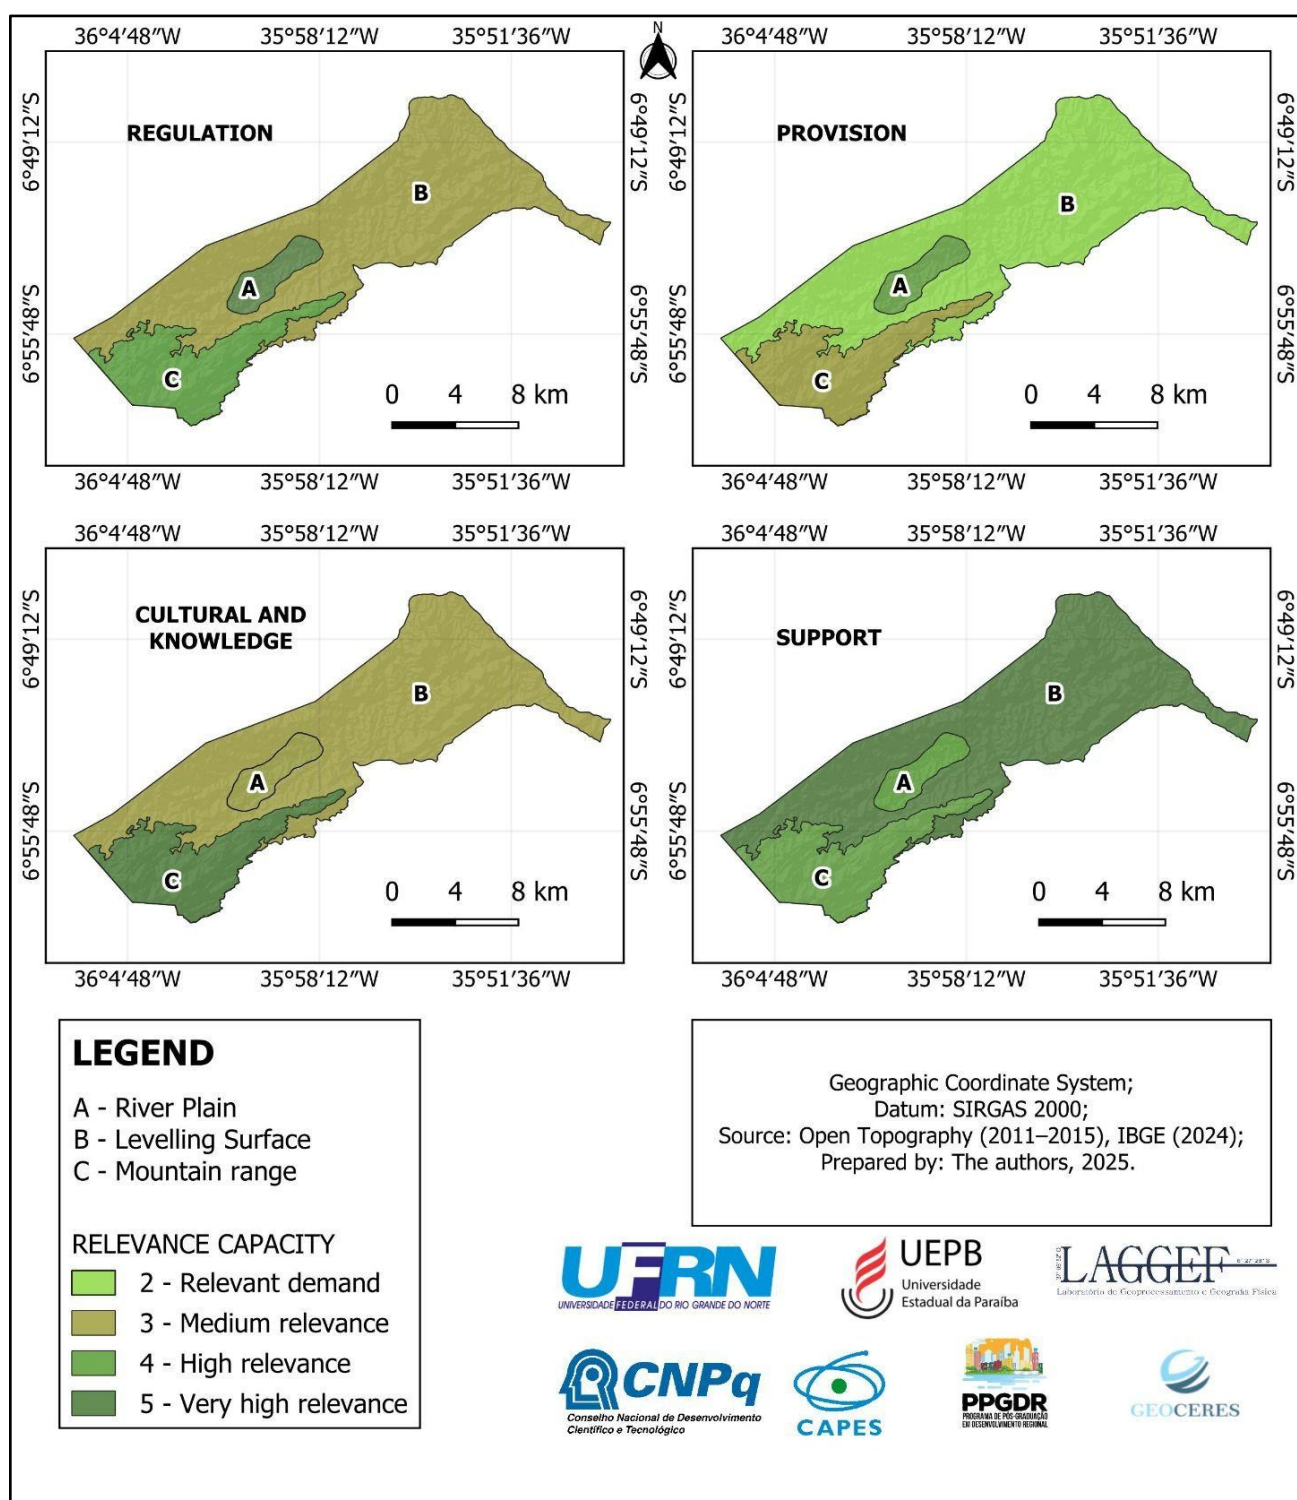 N
36°4'48"W 35°58'12"W 35°51'36"W
36°4'48"W 35°58'12"W 35°51'36"W
6°49'12"S
6°55'48"S
REGULATION
A
B
C
0 4 8 km
6°49'12"S
6°55'48"S
6°49'12"S
6°55'48"S
PROVISION
A
B
C
0 4 8 km
6°49'12"S
6°55'48"S
36°4'48"W 35°58'12"W 35°51'36"W
36°4'48"W 35°58'12"W 35°51'36"W
36°4'48"W 35°58'12"W 35°51'36"W
36°4'48"W 35°58'12"W 35°51'36"W
6°49'12"S
6°55'48"S
CULTURAL AND
KNOWLEDGE
A
B
C
0 4 8 km
6°49'12"S
6°55'48"S
6°49'12"S
6°55'48"S
SUPPORT
A
B
C
0 4 8 km
6°49'12"S
6°55'48"S
36°4'48"W 35°58'12"W 35°51'36"W
36°4'48"W 35°58'12"W 35°51'36"W
LEGEND
A - River Plain
B - Levelling Surface
C - Mountain range
RELEVANCE CAPACITY
2 - Relevant demand
3 - Medium relevance
4 - High relevance
5 - Very high relevance
Geographic Coordinate System;
Datum: SIRGAS 2000;
Source: Open Topography (2011–2015), IBGE (2024);
Prepared by: The authors, 2025.
UFRN
UNIVERSIDADE FEDERAL DO RIO GRANDE DO NORTE
UEPB
Universidade
Estadual da Paraíba
LAGGEF
Laboratório de Geoprocessamento e Geografia Física
CNPq
Conselho Nacional de Desenvolvimento
Científico e Tecnológico
CAPES
PPGDR
PROGRAMA DE PÓS-GRADUAÇÃO
EM DESENVOLVIMENTO REGIONAL
GEOCERES